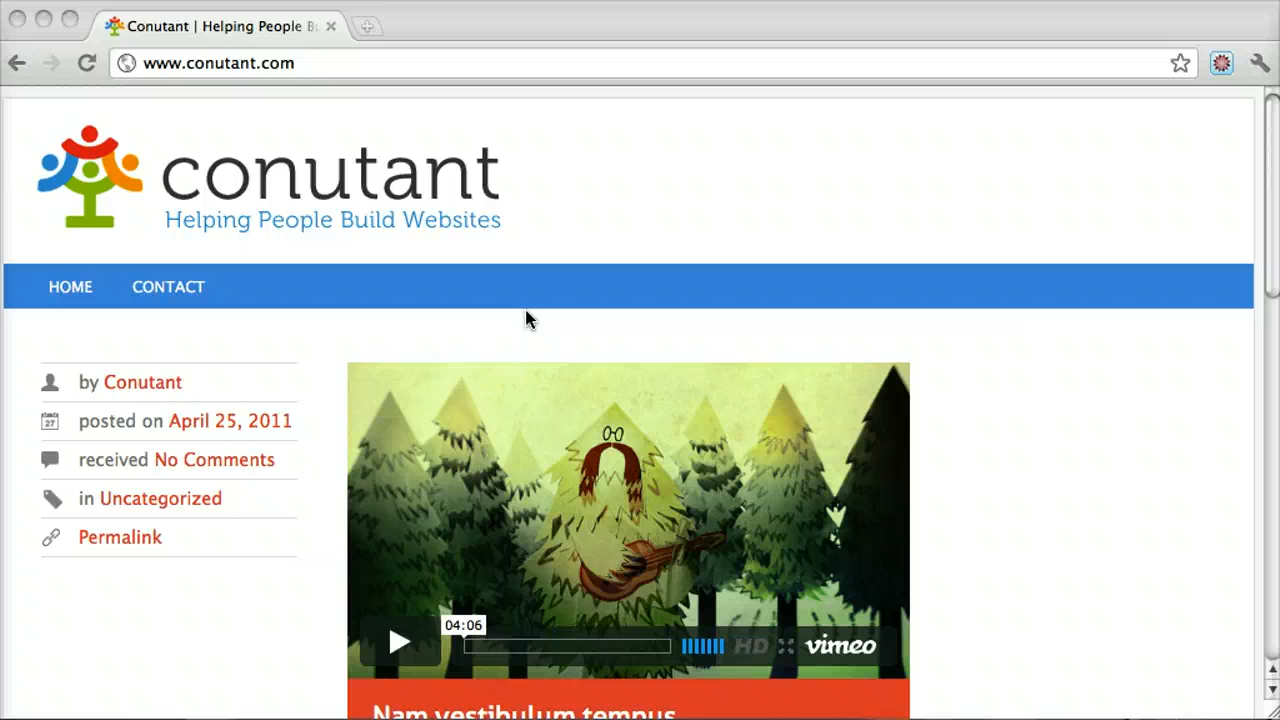 Conutant | Helping People B
www.conutant.com
conutant
Helping People Build Websites
HOME CONTACT
by Conutant
posted on April 25, 2011
27
received No Comments
in Uncategorized
Permalink
04:06
HD vimeo
Nam vestibulum tempus